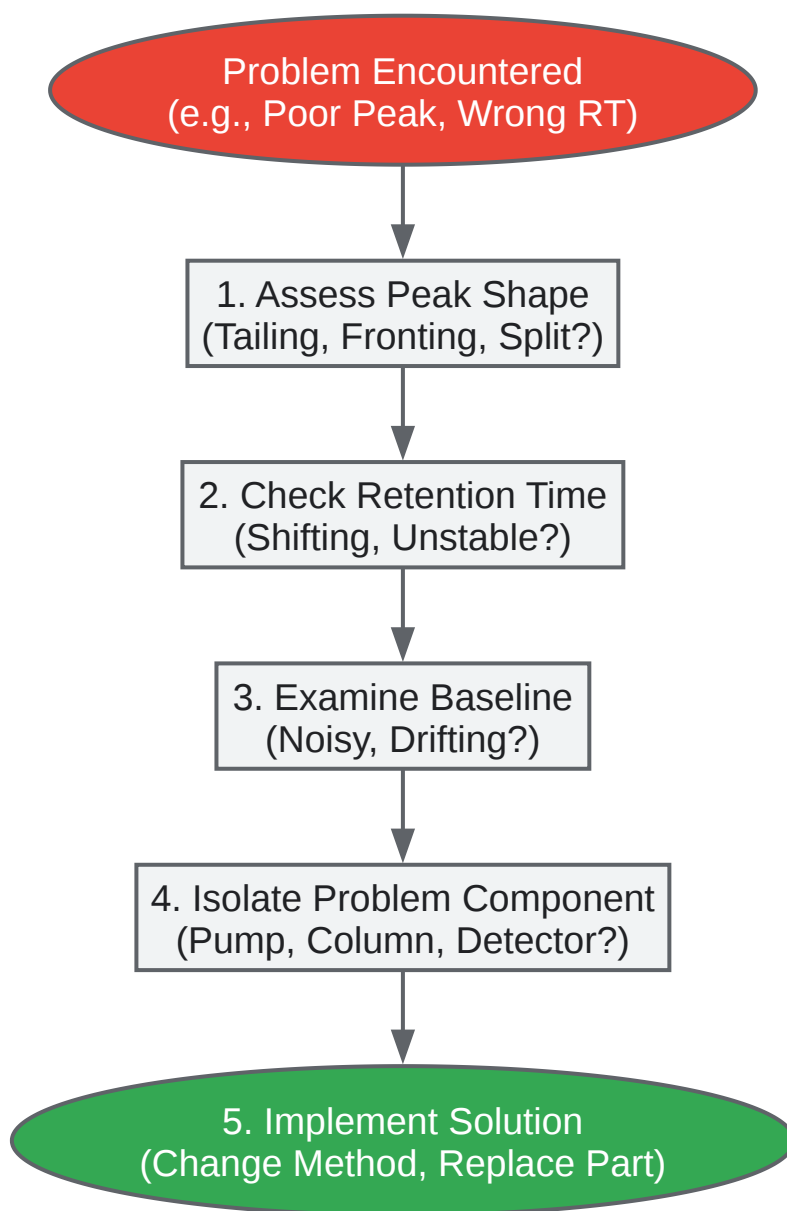 Problem Encountered
(e.g., Poor Peak, Wrong RT)
1. Assess Peak Shape
(Tailing, Fronting, Split?)
2. Check Retention Time
(Shifting, Unstable?)
3. Examine Baseline
(Noisy, Drifting?)
4. Isolate Problem Component
(Pump, Column, Detector?)
5. Implement Solution
(Change Method, Replace Part)